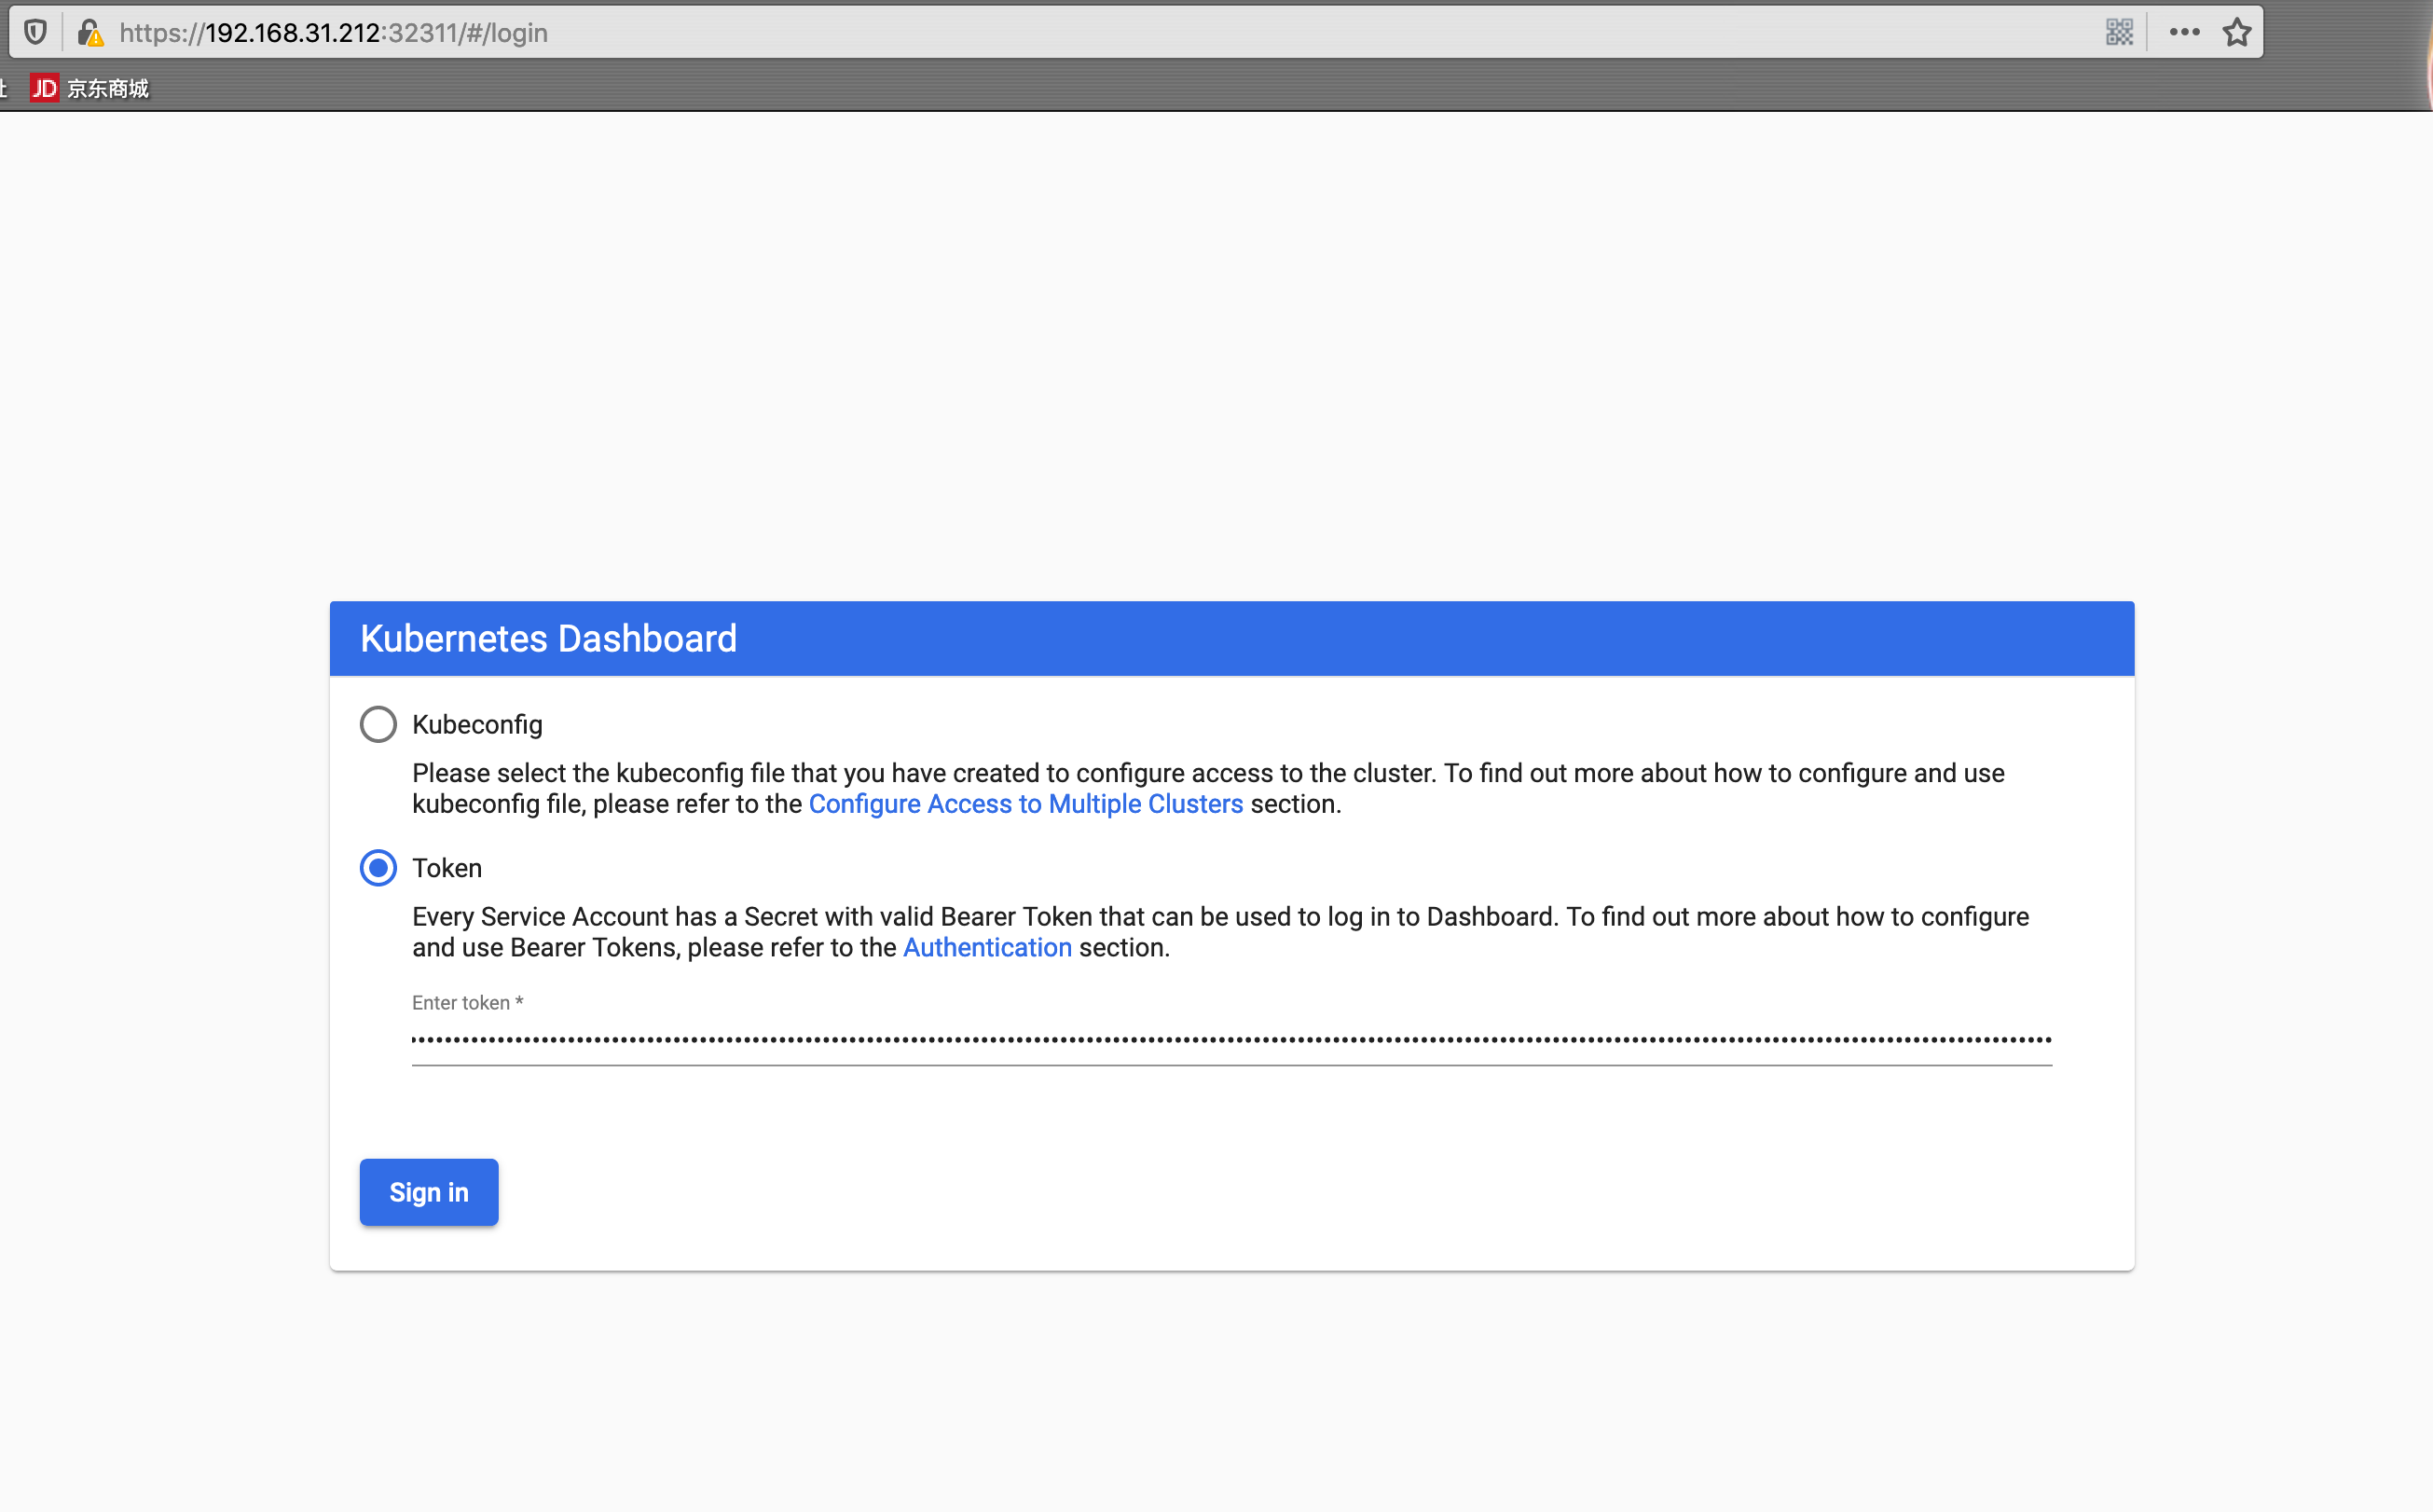 https://192.168.31.212:32311/#/login
JD 京东商城
Kubernetes Dashboard
Kubeconfig
Please select the kubeconfig file that you have created to configure access to the cluster. To find out more about how to configure and use
kubeconfig file, please refer to the Configure Access to Multiple Clusters section.
Token
Every Service Account has a Secret with valid Bearer Token that can be used to log in to Dashboard. To find out more about how to configure
and use Bearer Tokens, please refer to the Authentication section.
Enter token *
Sign in